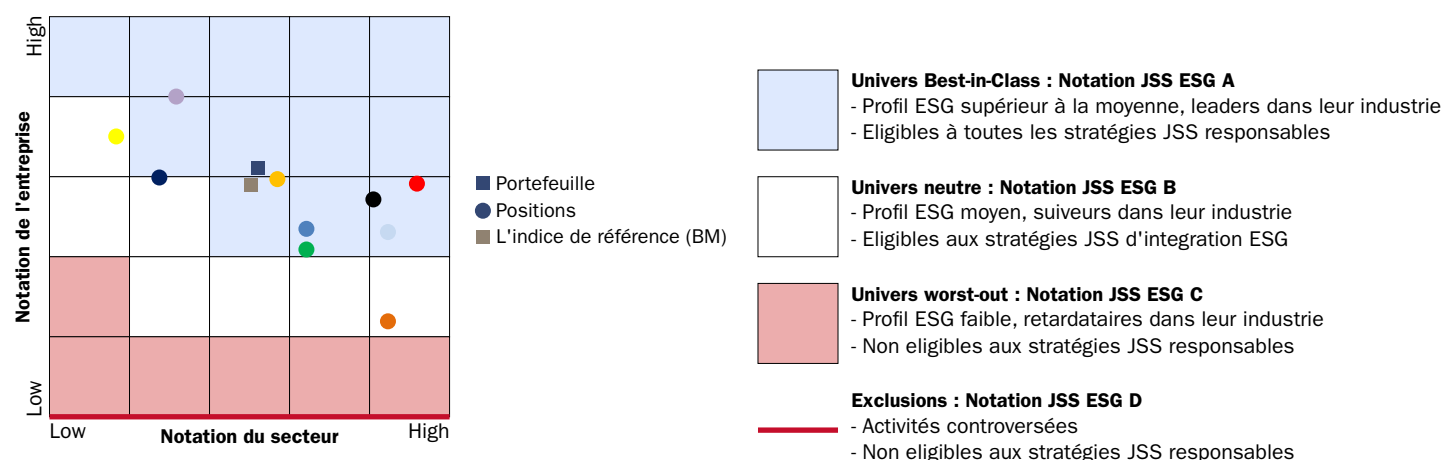 High
Notation de l'entreprise
Low
Low
Notation du secteur
High
Portefeuille
Positions
L'indice de référence (BM)
Univers Best-in-Class : Notation JSS ESG A
- Profil ESG supérieur à la moyenne, leaders dans leur industrie
- Eligibles à toutes les stratégies JSS responsables
Univers neutre : Notation JSS ESG B
- Profil ESG moyen, suiveurs dans leur industrie
- Eligibles aux stratégies JSS d'integration ESG
Univers worst-out : Notation JSS ESG C
- Profil ESG faible, retardataires dans leur industrie
- Non eligibles aux stratégies JSS responsables
Exclusions : Notation JSS ESG D
- Activités controversées
- Non eligibles aux stratégies JSS responsables